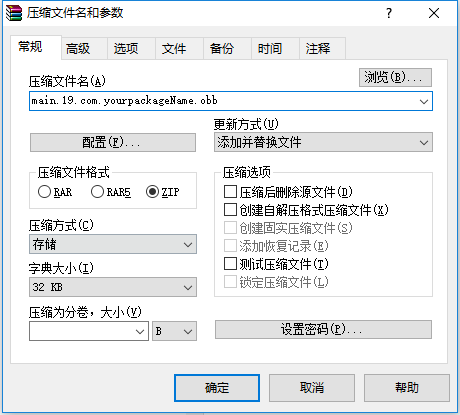 压缩文件名和参数
常规 高级 选项 文件 备份 时间 注释
压缩文件名(A)
浏览(B)...
main.19.com.yourpackageName.obb
更新方式(U)
配置(F)...
添加并替换文件
压缩文件格式
RAR RAR5 ZIP
压缩选项
压缩后删除源文件(D)
创建自解压格式压缩文件(X)
创建固实压缩文件(S)
添加恢复记录(E)
测试压缩文件(T)
锁定压缩文件(L)
压缩方式(C)
存储
字典大小(I)
32 KB
压缩为分卷，大小(V)
B
设置密码(P)...
确定 取消 帮助